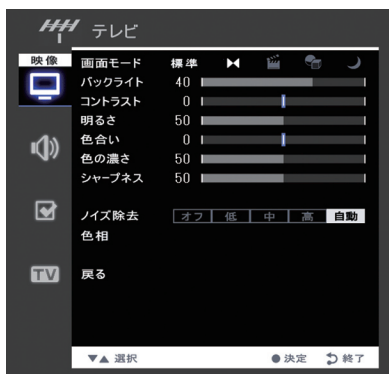 テレビ
映像
画面モード 標準
バックライト 40
コントラスト 0
明るさ 50
色合い 0
色の濃さ 50
シャープネス 50
ノイズ除去 オフ 低 中 高 自動
色相
TV 戻る
▼▲ 選択 ●決定 終了